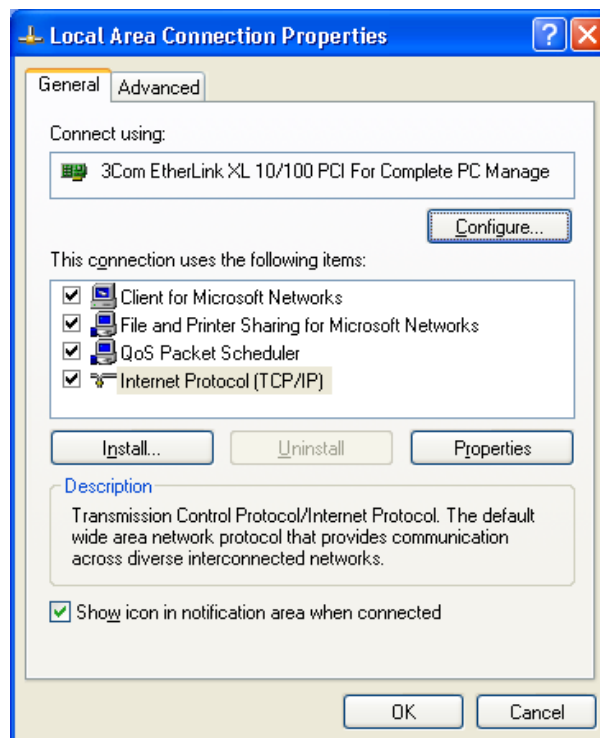 Local Area Connection Properties
General
Advanced
Connect using:
3Com EtherLink XL 10/100 PCI For Complete PC Manage
Configure...
This connection uses the following items:
Client for Microsoft Networks
File and Printer Sharing for Microsoft Networks
QoS Packet Scheduler
Internet Protocol (TCP/IP)
Install...
Uninstall
Properties
Description
Transmission Control Protocol/Internet Protocol. The default
wide area network protocol that provides communication
across diverse interconnected networks.
Show icon in notification area when connected
OK
Cancel